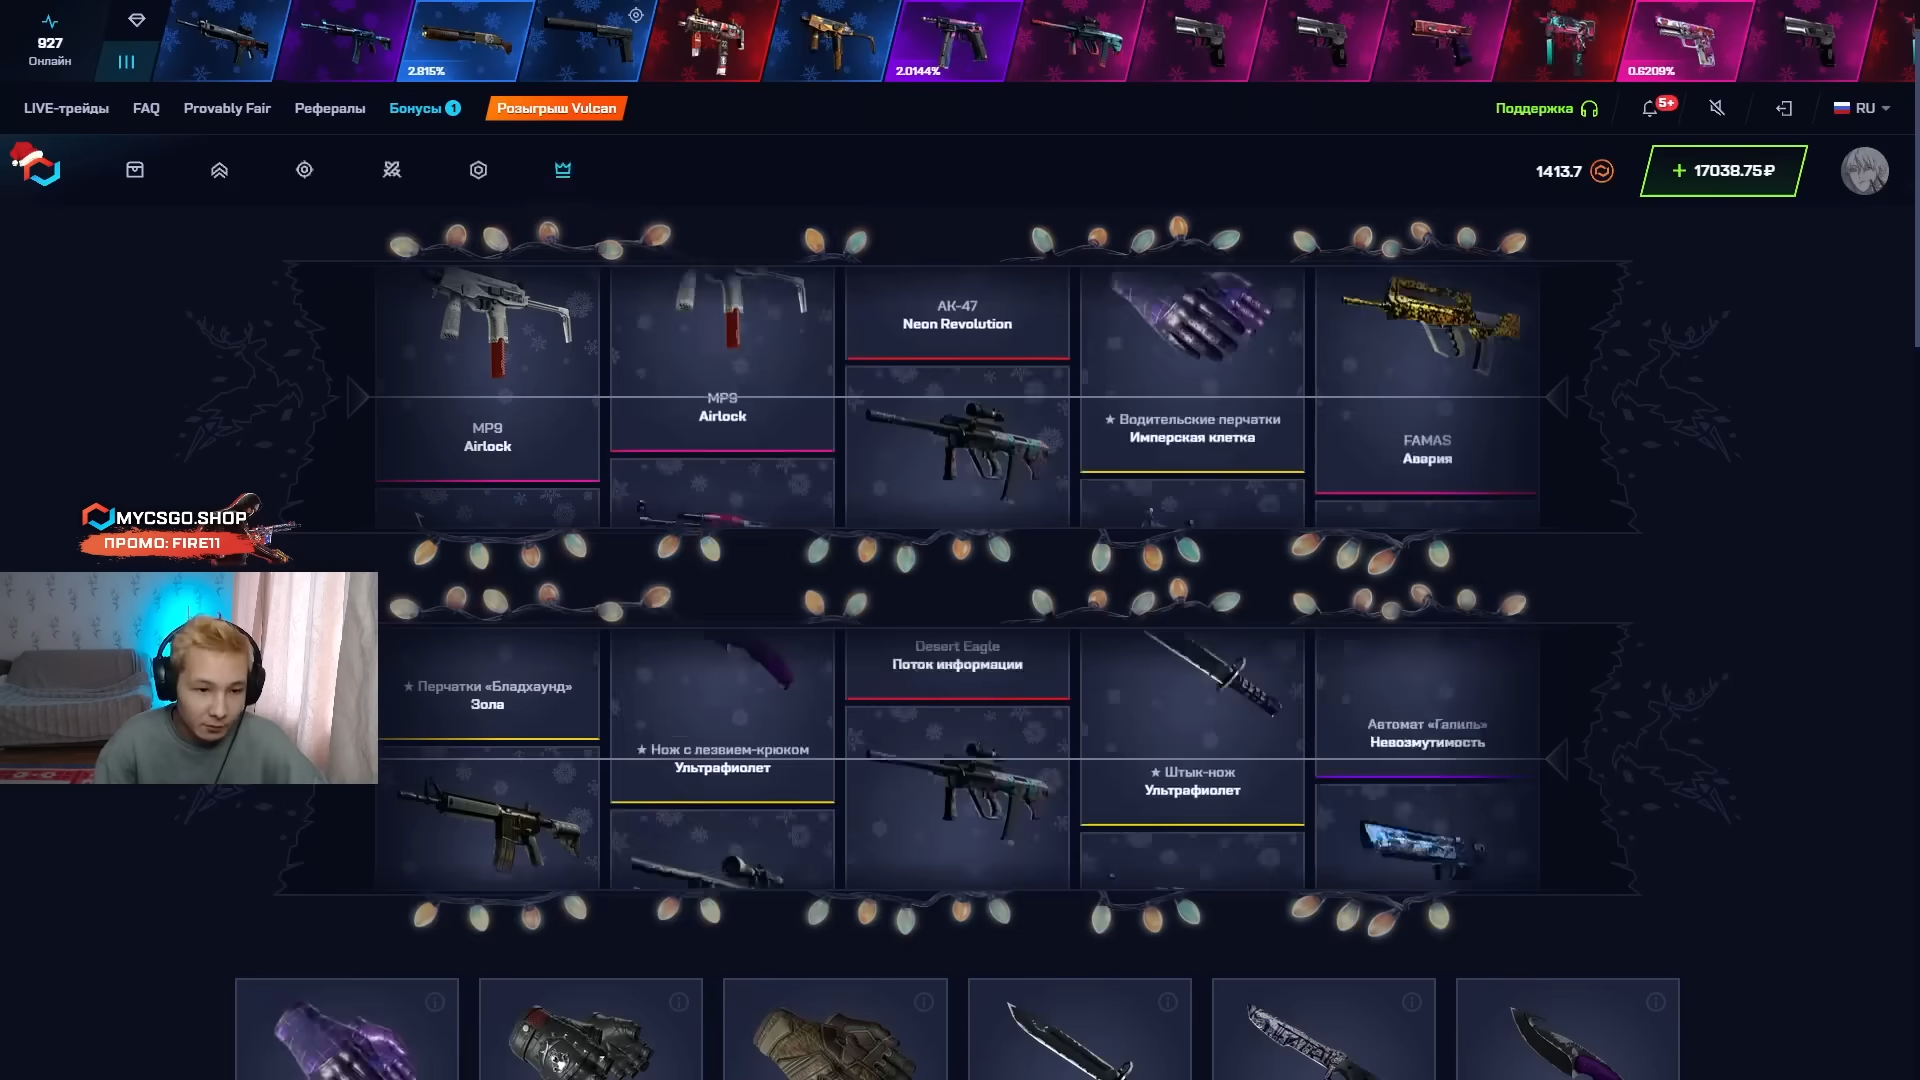 927
Онлайн
2.815%
2.0144%
0.6209%
LIVE-трейды
FAQ
Provably Fair
Рефералы
Бонусы 1
Розыгрыш Vulcan
Поддержка
5+
RU
1413.7
+ 17038.75₽
MP9
Airlock
MP9
Airlock
AK-47
Neon Revolution
★ Водительские перчатки
Имперская клетка
FAMAS
Авария
MYCSGO.SHOP
ПРОМО: FIRE11
★ Перчатки «Бладхаунд»
Зола
★ Нож с лезвием-крюком
Ультрафиолет
Desert Eagle
Поток информации
★ Штык-нож
Ультрафиолет
Автомат «Галиль»
Невозмутимость